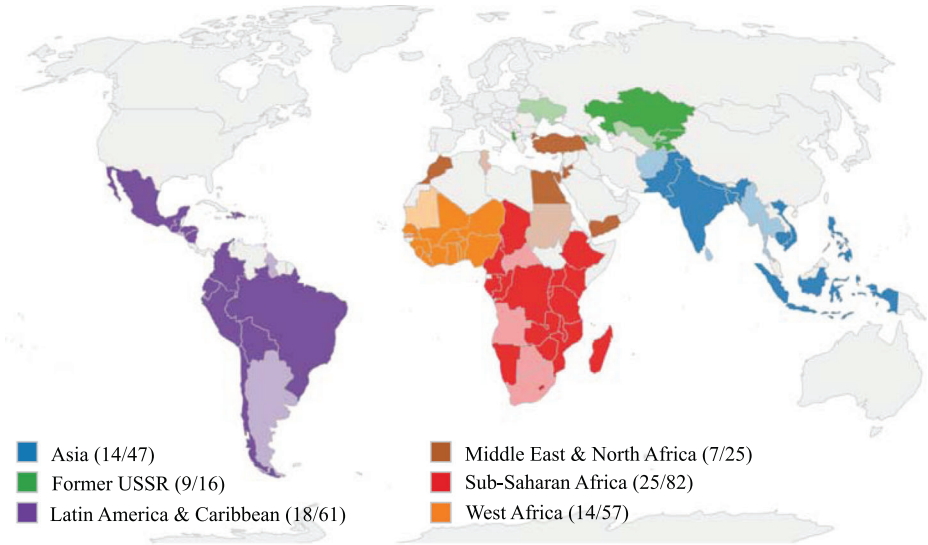 Asia (14/47)
Former USSR (9/16)
Latin America & Caribbean (18/61)
Middle East & North Africa (7/25)
Sub-Saharan Africa (25/82)
West Africa (14/57)